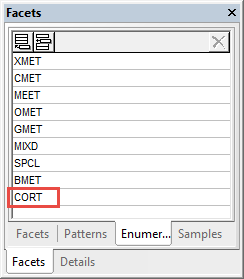 Facets
XMET
CMET
MEET
OMET
GMET
MIXD
SPCL
BMET
CORT
Facets Patterns Enumer... Samples
Facets Details